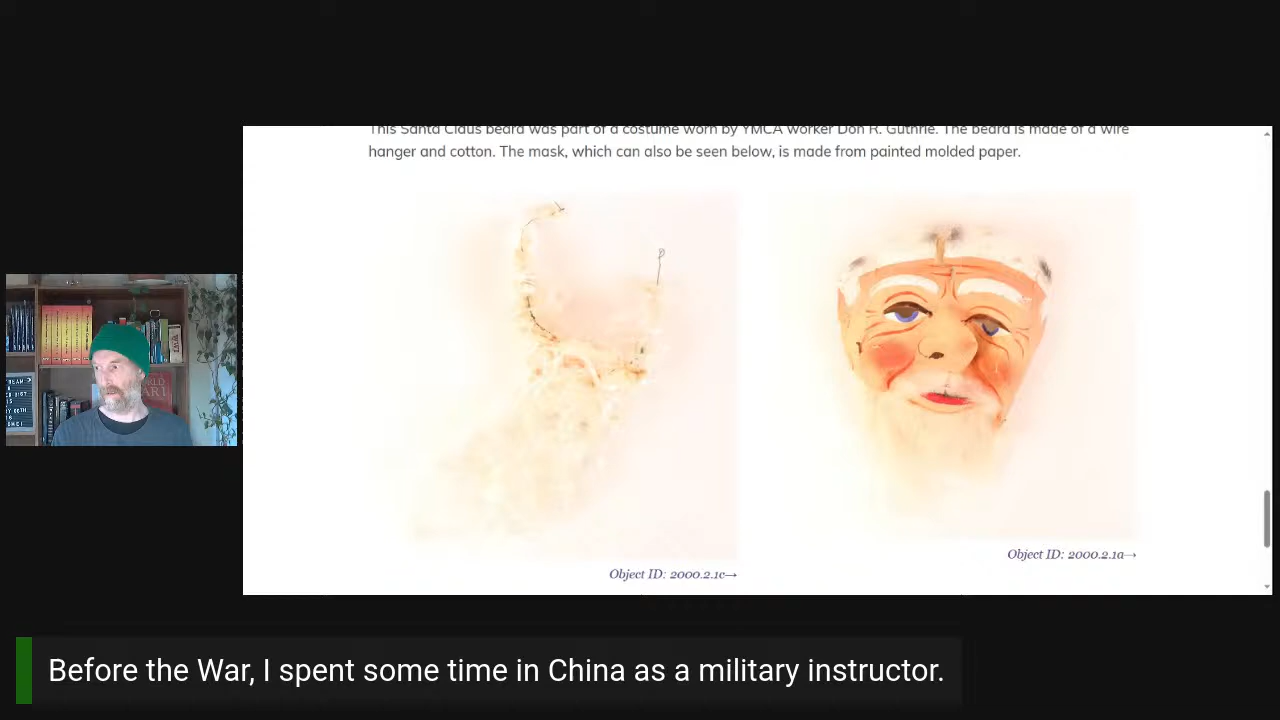 This Santa Claus beard was part of a costume worn by YMCA worker Don R. Guthrie. The beard is made of a wire
hanger and cotton. The mask, which can also be seen below, is made from painted molded paper.
Object ID: 2000.2.1a→
Object ID: 2000.2.1c→
Before the War, I spent some time in China as a military instructor.